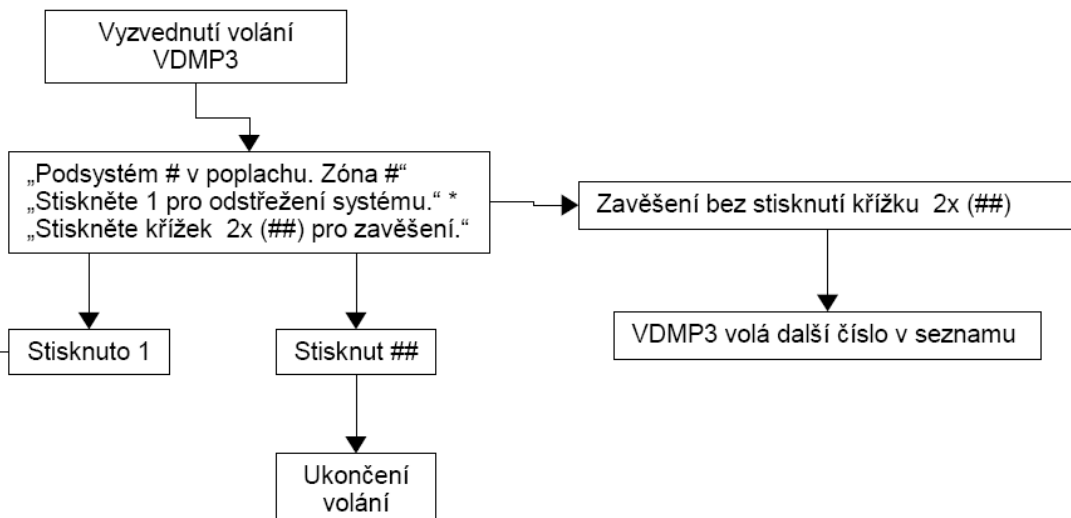 Vyzvednutí volání
VDMP3
„Podsystém # v poplachu. Zóna #“
„Stiskněte 1 pro odstřežení systému.“ *
„Stiskněte křížek 2x (##) pro zavěšení.“
Zavěšení bez stisknutí křížku 2x (##)
VDMP3 volá další číslo v seznamu
Stisknuto 1
Stisknut ##
Ukončení
volání